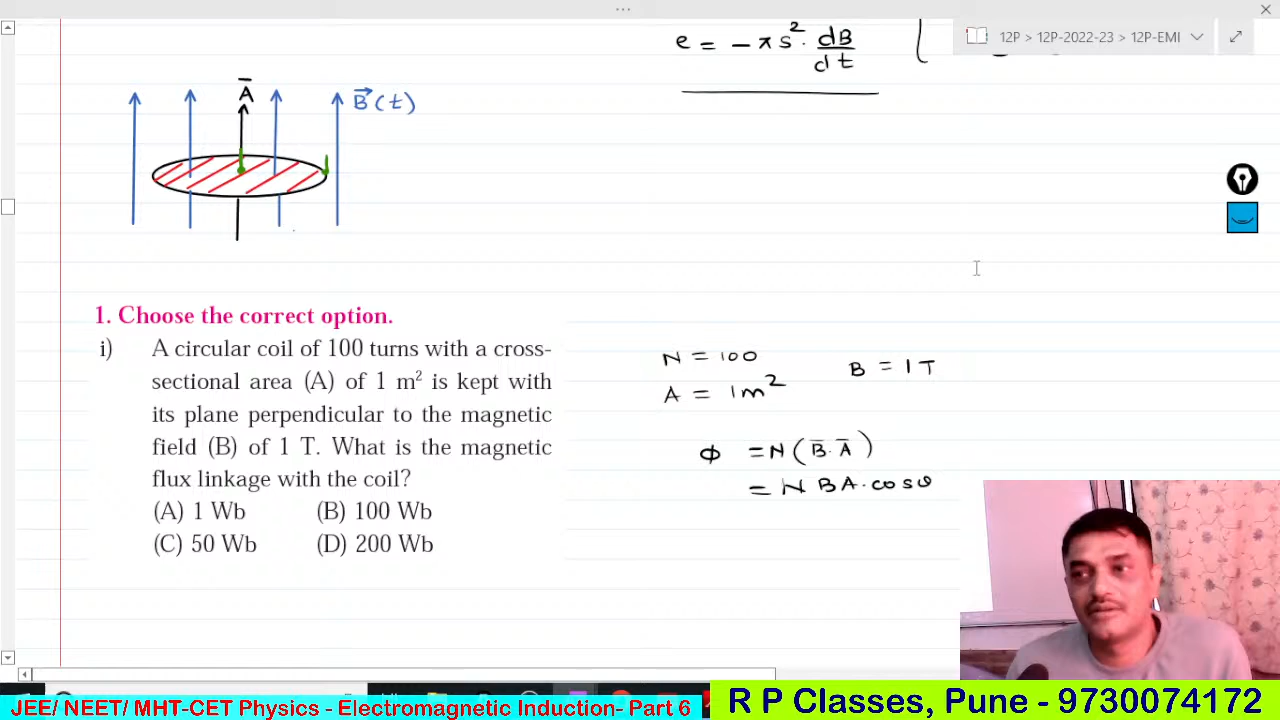 e = - π s². dB/dt
12P > 12P-2022-23 > 12P-EMI
A̅
B⃗(t)
1. Choose the correct option.
i) A circular coil of 100 turns with a cross-
sectional area (A) of 1 m² is kept with
its plane perpendicular to the magnetic
field (B) of 1 T. What is the magnetic
flux linkage with the coil?
(A) 1 Wb (B) 100 Wb
(C) 50 Wb (D) 200 Wb
N = 100 B = 1 T
A = 1m²
Φ = N (B̅.A̅)
= N BA.cosθ
JEE/ NEET/ MHT-CET Physics - Electromagnetic Induction- Part 6
R P Classes, Pune - 9730074172